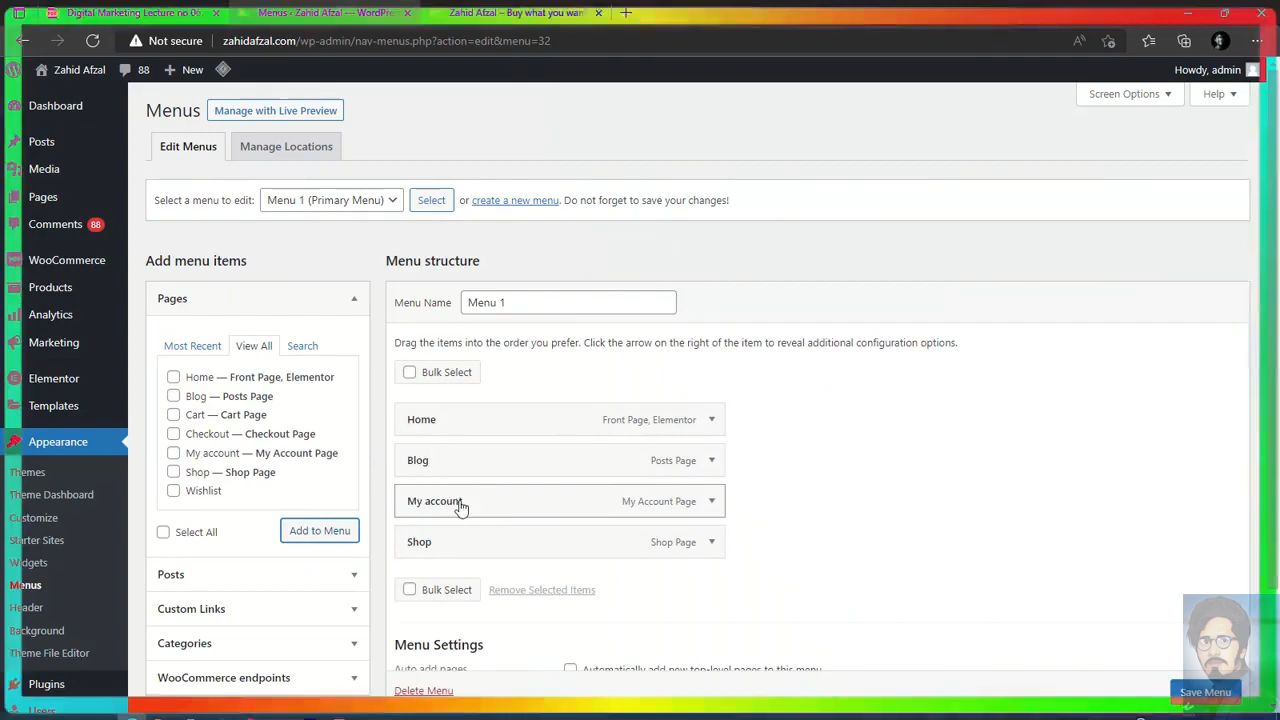 Digital Marketing Lecture no 06.
Menus ‹ Zahid Afzal — WordPre
Zahid Afzal – Buy what you wan
Not secure
zahidafzal.com/wp-admin/nav-menus.php?action=edit&menu=32
Zahid Afzal
88
New
Howdy, admin
Dashboard
Posts
Media
Pages
Comments 88
WooCommerce
Products
Analytics
Marketing
Elementor
Templates
Appearance
Themes
Theme Dashboard
Customize
Starter Sites
Widgets
Menus
Header
Background
Theme File Editor
Plugins
Users
Screen Options
Help
Menus
Manage with Live Preview
Edit Menus
Manage Locations
Select a menu to edit: Menu 1 (Primary Menu) Select or create a new menu. Do not forget to save your changes!
Add menu items
Pages
Most Recent
View All
Search
Home — Front Page, Elementor
Blog — Posts Page
Cart — Cart Page
Checkout — Checkout Page
My account — My Account Page
Shop — Shop Page
Wishlist
Select All
Add to Menu
Posts
Custom Links
Categories
WooCommerce endpoints
Menu structure
Menu Name Menu 1
Drag the items into the order you prefer. Click the arrow on the right of the item to reveal additional configuration options.
Bulk Select
Home Front Page, Elementor
Blog Posts Page
My account My Account Page
Shop Shop Page
Bulk Select
Remove Selected Items
Menu Settings
Auto add pages
Automatically add new top-level pages to this menu
Delete Menu
Save Menu